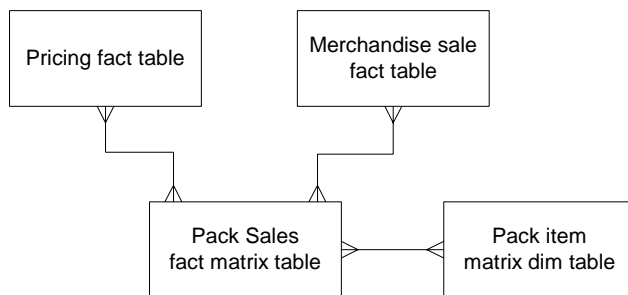 Pricing fact table
Merchandise sale
fact table
Pack Sales
fact matrix table
Pack item
matrix dim table